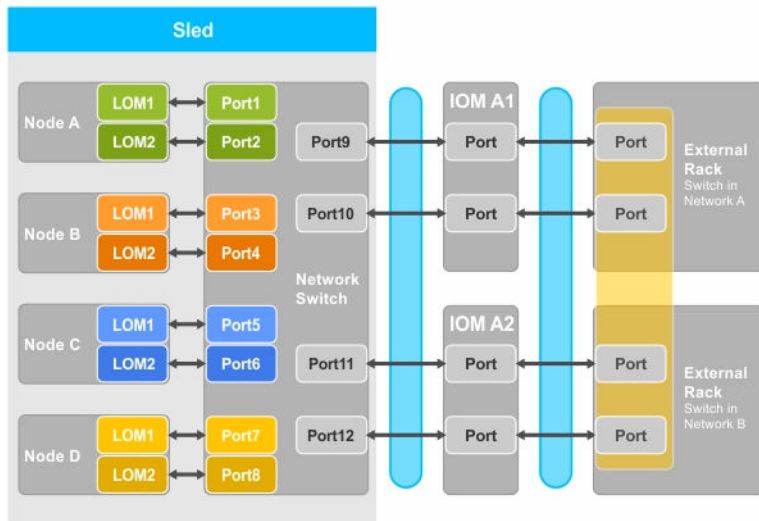 Sled
Node A
LOM1
Port1
LOM2
Port2
Port9
IOM A1
Port
Port
External
Rack
Switch in
Network A
Node B
LOM1
Port3
LOM2
Port4
Port10
Port
Port
Network
Switch
Node C
LOM1
Port5
LOM2
Port6
Port11
IOM A2
Port
Port
External
Rack
Switch in
Network B
Node D
LOM1
Port7
LOM2
Port8
Port12
Port
Port